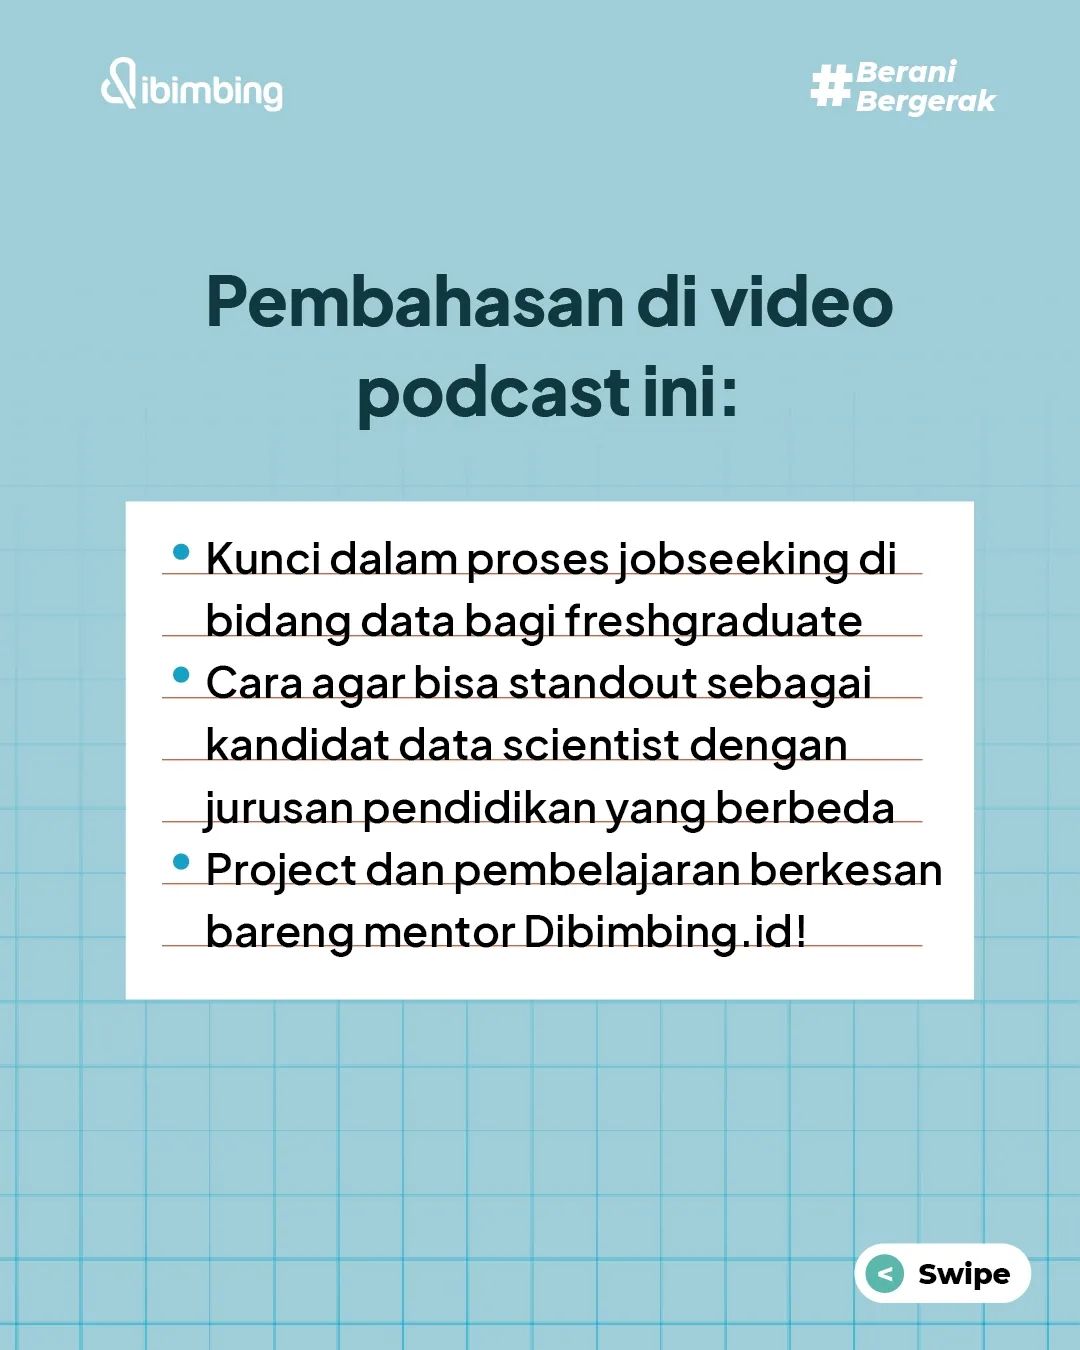 dibimbing
#Berani
Bergerak
Pembahasan di video
podcast ini:
• Kunci dalam proses jobseeking di
bidang data bagi freshgraduate
• Cara agar bisa standout sebagai
kandidat data scientist dengan
jurusan pendidikan yang berbeda
• Project dan pembelajaran berkesan
bareng mentor Dibimbing.id!
< Swipe